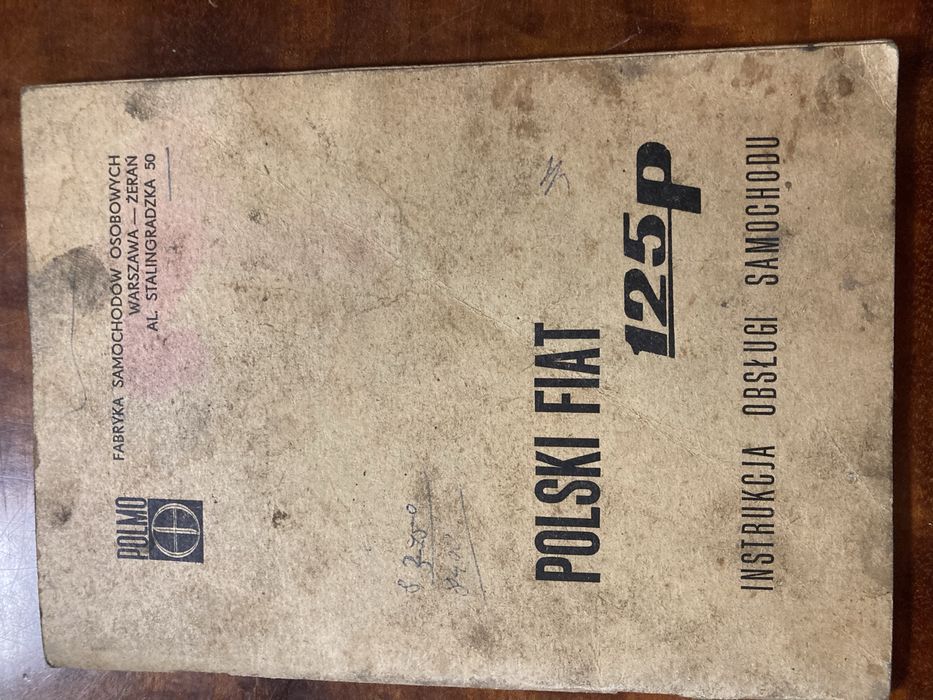 POLMO
FABRYKA SAMOCHODÓW OSOBOWYCH
WARSZAWA — ŻERAŃ
AL. STALINGRADZKA 50
POLSKI FIAT
125p
INSTRUKCJA OBSŁUGI SAMOCHODU